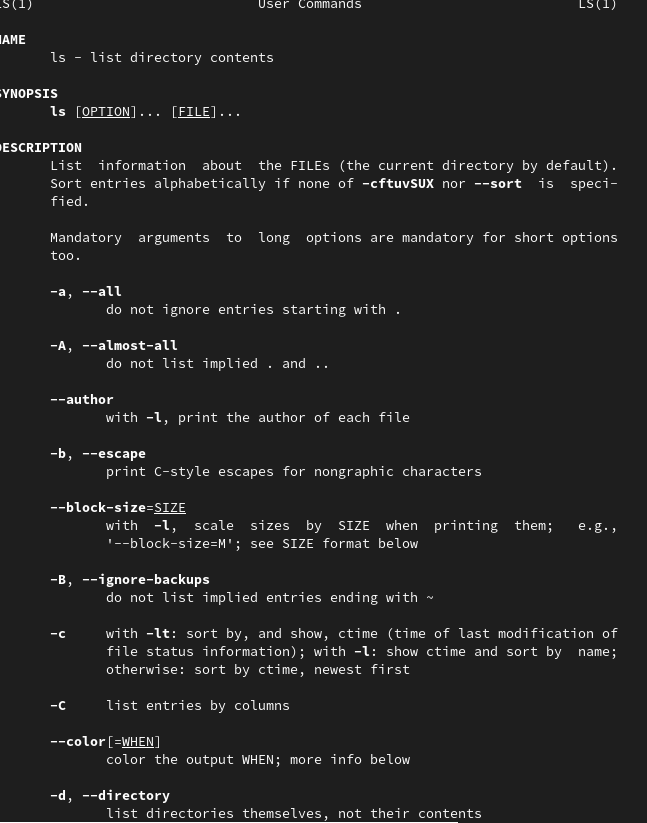 LS(1) User Commands LS(1)
NAME
ls - list directory contents
SYNOPSIS
ls [OPTION]... [FILE]...
DESCRIPTION
List information about the FILEs (the current directory by default).
Sort entries alphabetically if none of -cftuvSUX nor --sort is speci-
fied.
Mandatory arguments to long options are mandatory for short options
too.
-a, --all
do not ignore entries starting with .
-A, --almost-all
do not list implied . and ..
--author
with -l, print the author of each file
-b, --escape
print C-style escapes for nongraphic characters
--block-size=SIZE
with -l, scale sizes by SIZE when printing them; e.g.,
'--block-size=M'; see SIZE format below
-B, --ignore-backups
do not list implied entries ending with ~
-c with -lt: sort by, and show, ctime (time of last modification of
file status information); with -l: show ctime and sort by name;
otherwise: sort by ctime, newest first
-C list entries by columns
--color[=WHEN]
color the output WHEN; more info below
-d, --directory
list directories themselves, not their contents